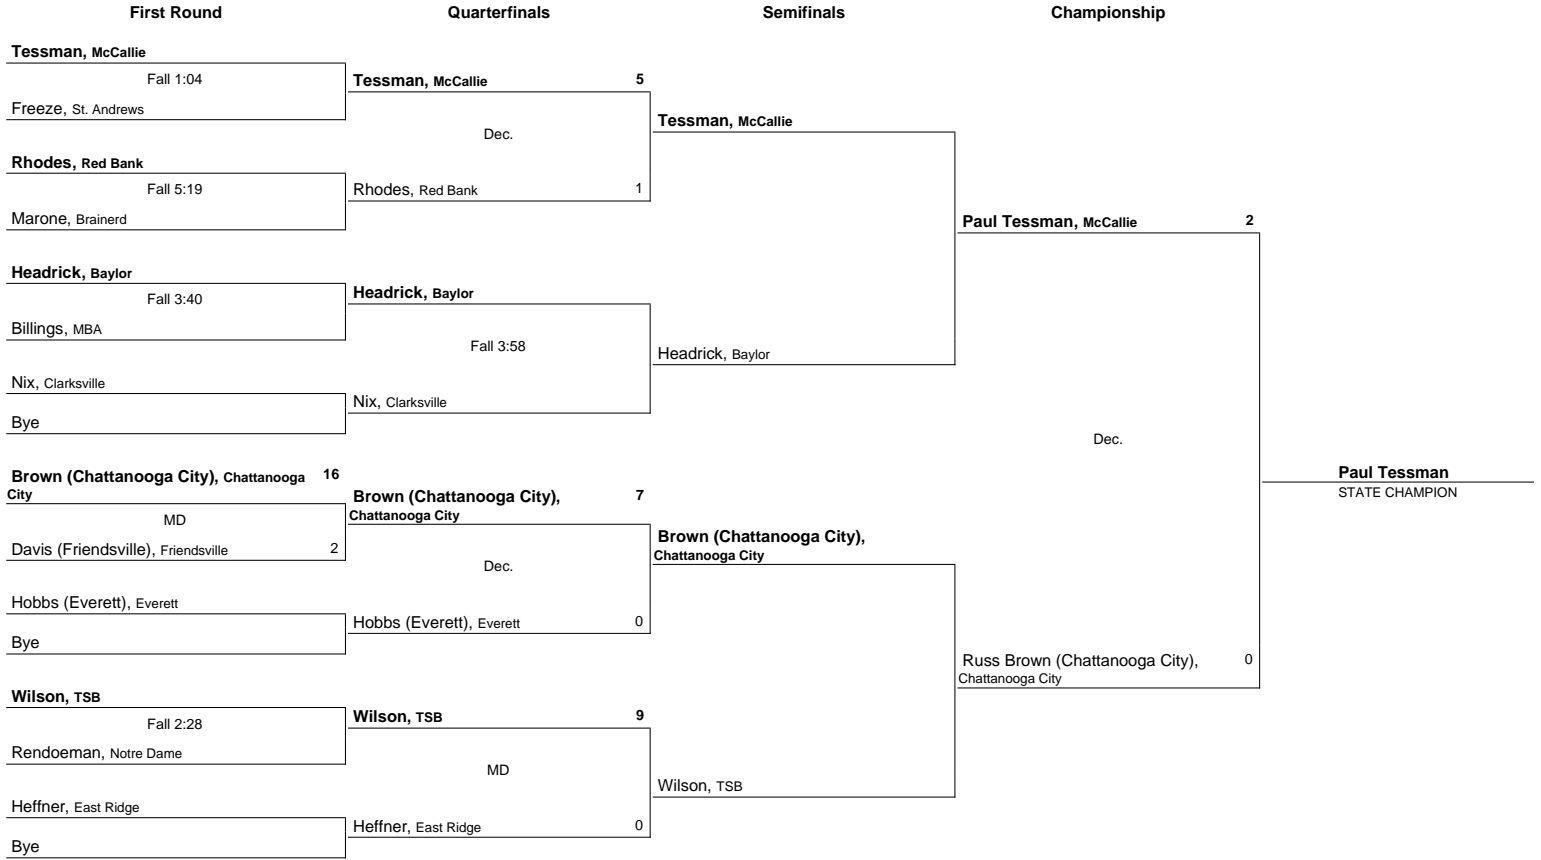 First Round
Quarterfinals
Semifinals
Championship
Tessman, McCallie
Fall 1:04
Freeze, St. Andrews
Rhodes, Red Bank
Fall 5:19
Marone, Brainerd
Headrick, Baylor
Fall 3:40
Billings, MBA
Nix, Clarksville
Bye
Brown (Chattanooga City), Chattanooga 16
City
MD
Davis (Friendsville), Friendsville 2
Hobbs (Everett), Everett
Bye
Wilson, TSB
Fall 2:28
Rendoeman, Notre Dame
Heffner, East Ridge
Bye
Tessman, McCallie 5
Dec.
Rhodes, Red Bank 1
Headrick, Baylor
Fall 3:58
Nix, Clarksville
Brown (Chattanooga City), 7
Chattanooga City
Dec.
Hobbs (Everett), Everett 0
Wilson, TSB 9
MD
Heffner, East Ridge 0
Tessman, McCallie
Headrick, Baylor
Brown (Chattanooga City),
Chattanooga City
Wilson, TSB
Paul Tessman, McCallie 2
Dec.
Russ Brown (Chattanooga City), 0
Chattanooga City
Paul Tessman
STATE CHAMPION